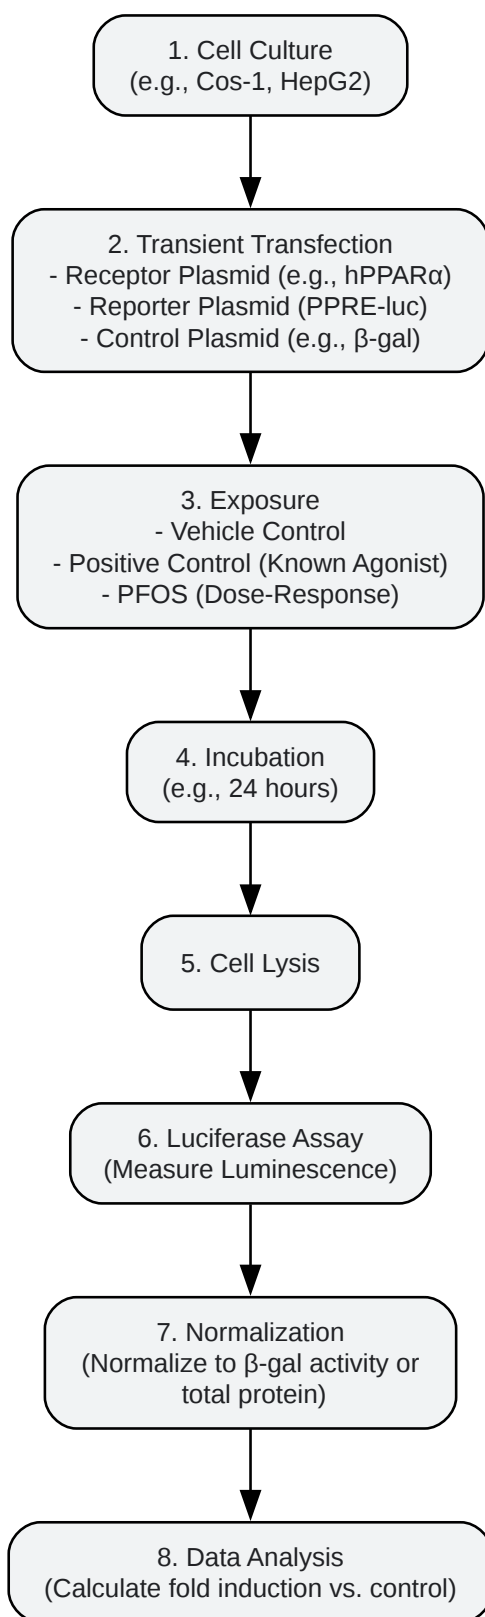 1. Cell Culture
(e.g., Cos-1, HepG2)
2. Transient Transfection
- Receptor Plasmid (e.g., hPPARα)
- Reporter Plasmid (PPRE-luc)
- Control Plasmid (e.g., β-gal)
3. Exposure
- Vehicle Control
- Positive Control (Known Agonist)
- PFOS (Dose-Response)
4. Incubation
(e.g., 24 hours)
5. Cell Lysis
6. Luciferase Assay
(Measure Luminescence)
7. Normalization
(Normalize to β-gal activity or
total protein)
8. Data Analysis
(Calculate fold induction vs. control)